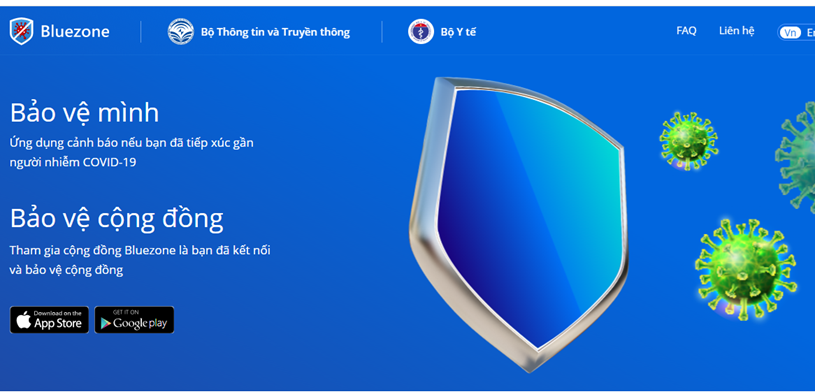 Bluezone
Bộ Thông tin và Truyền thông
Bộ Y tế
FAQ
Liên hệ
Vn
Bảo vệ mình
Ứng dụng cảnh báo nếu bạn đã tiếp xúc gần
người nhiễm COVID-19
Bảo vệ cộng đồng
Tham gia cộng đồng Bluezone là bạn đã kết nối
và bảo vệ cộng đồng
Download on the
App Store
GET IT ON
Google play